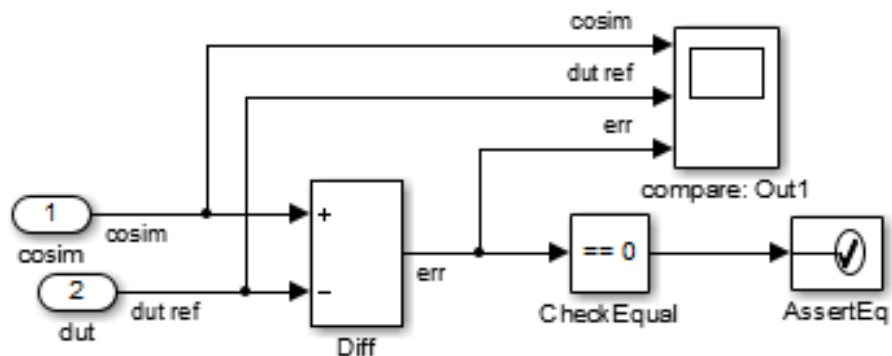 cosim
dut ref
err
compare: Out1
1
cosim
cosim
+
2
dut ref
dut
−
Diff
err
== 0
CheckEqual
AssertEq